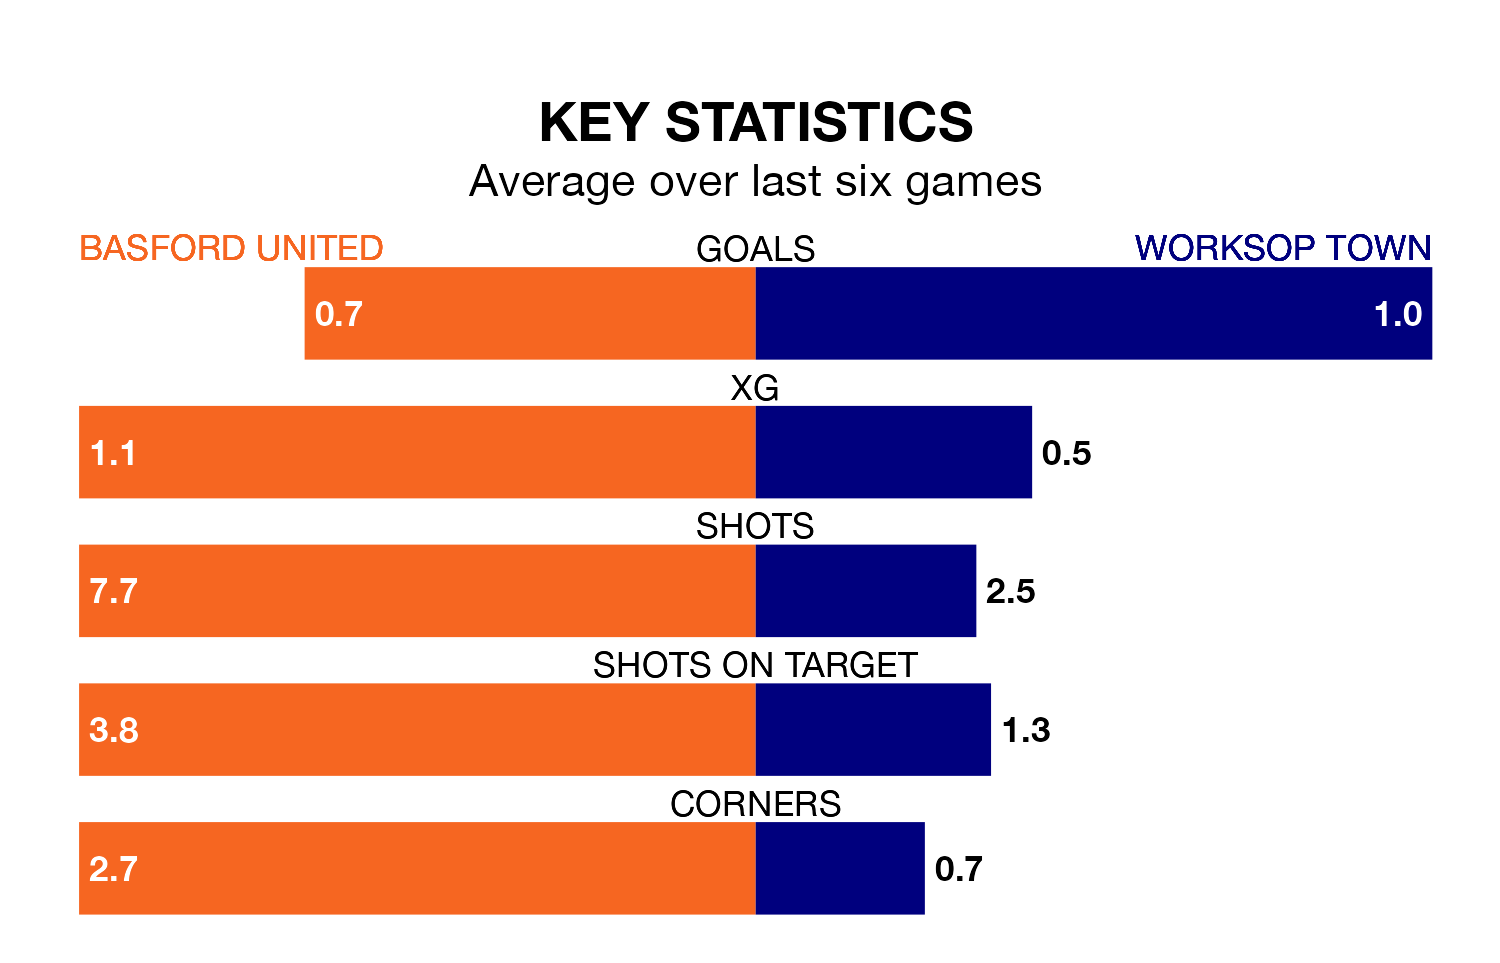 KEY STATISTICS
Average over last six games
BASFORD UNITED GOALS WORKSOP TOWN
0.7 1.0
XG
1.1 0.5
SHOTS
7.7 2.5
SHOTS ON TARGET
3.8 1.3
CORNERS
2.7 0.7